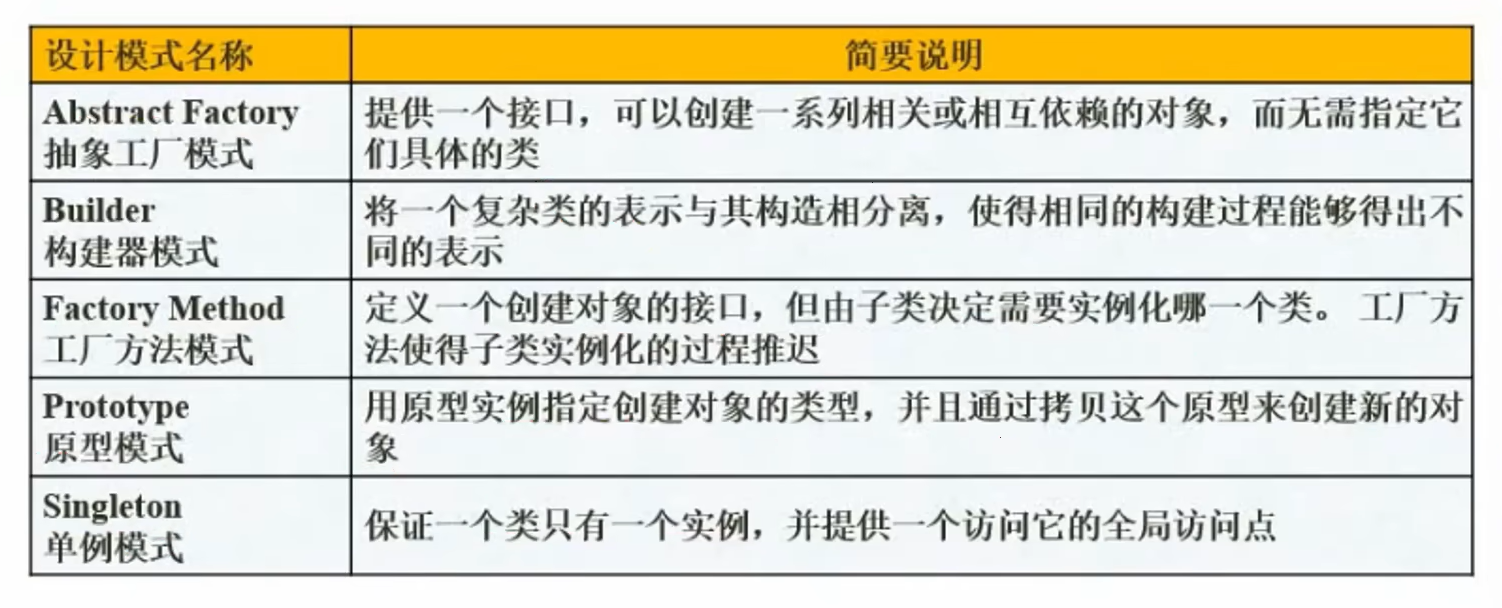 设计模式名称
简要说明
Abstract Factory
抽象工厂模式
提供一个接口，可以创建一系列相关或相互依赖的对象，而无需指定它
们具体的类
Builder
构建器模式
将一个复杂类的表示与其构造相分离，使得相同的构建过程能够得出不
同的表示
Factory Method
工厂方法模式
定义一个创建对象的接口，但由子类决定需要实例化哪一个类。 工厂方
法使得子类实例化的过程推迟
Prototype
原型模式
用原型实例指定创建对象的类型，并且通过拷贝这个原型来创建新的对
象
Singleton
单例模式
保证一个类只有一个实例，并提供一个访问它的全局访问点